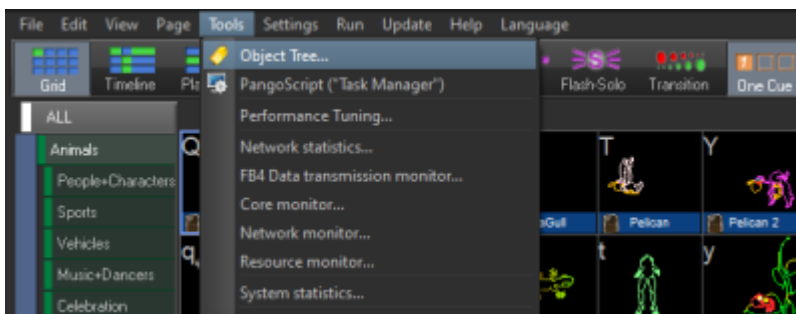 File Edit View Page Tools Settings Run Update Help Language
Grid Timeline Flash-Solo Transition One Cue
Object Tree...
PangoScript ("Task Manager")
Performance Tuning...
Network statistics...
FB4 Data transmission monitor...
Core monitor...
Network monitor...
Resource monitor...
System statistics...
ALL
Animals
People+Characters
Sports
Vehicles
Music+Dancers
Celebration
Q T Y
Pelican Pelican 2
q t y